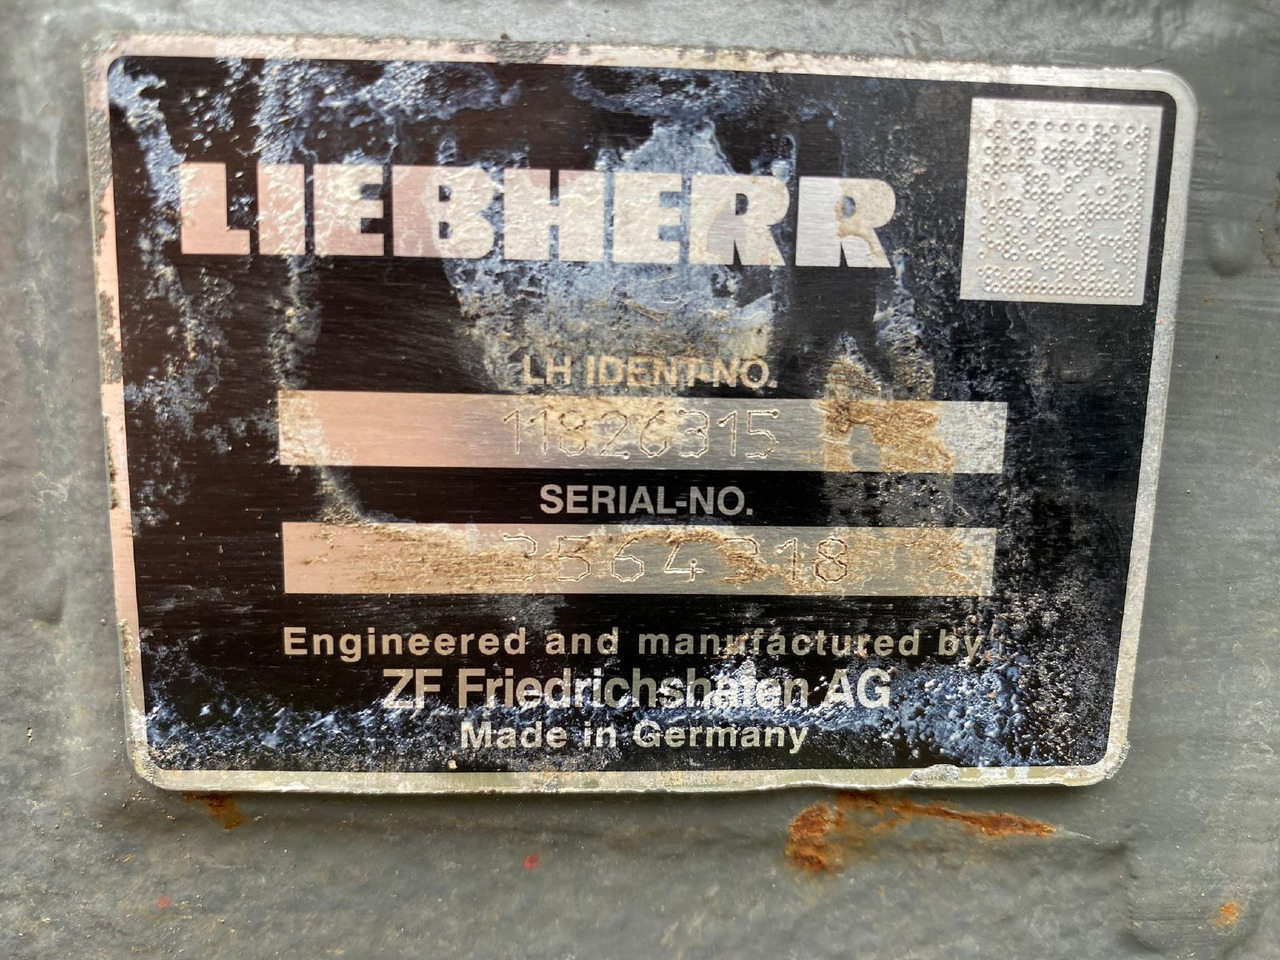 LIEBHERR
LH IDENT-NO.
11826315
SERIAL-NO.
3564318
Engineered and manufactured by
ZF Friedrichshafen AG
Made in Germany